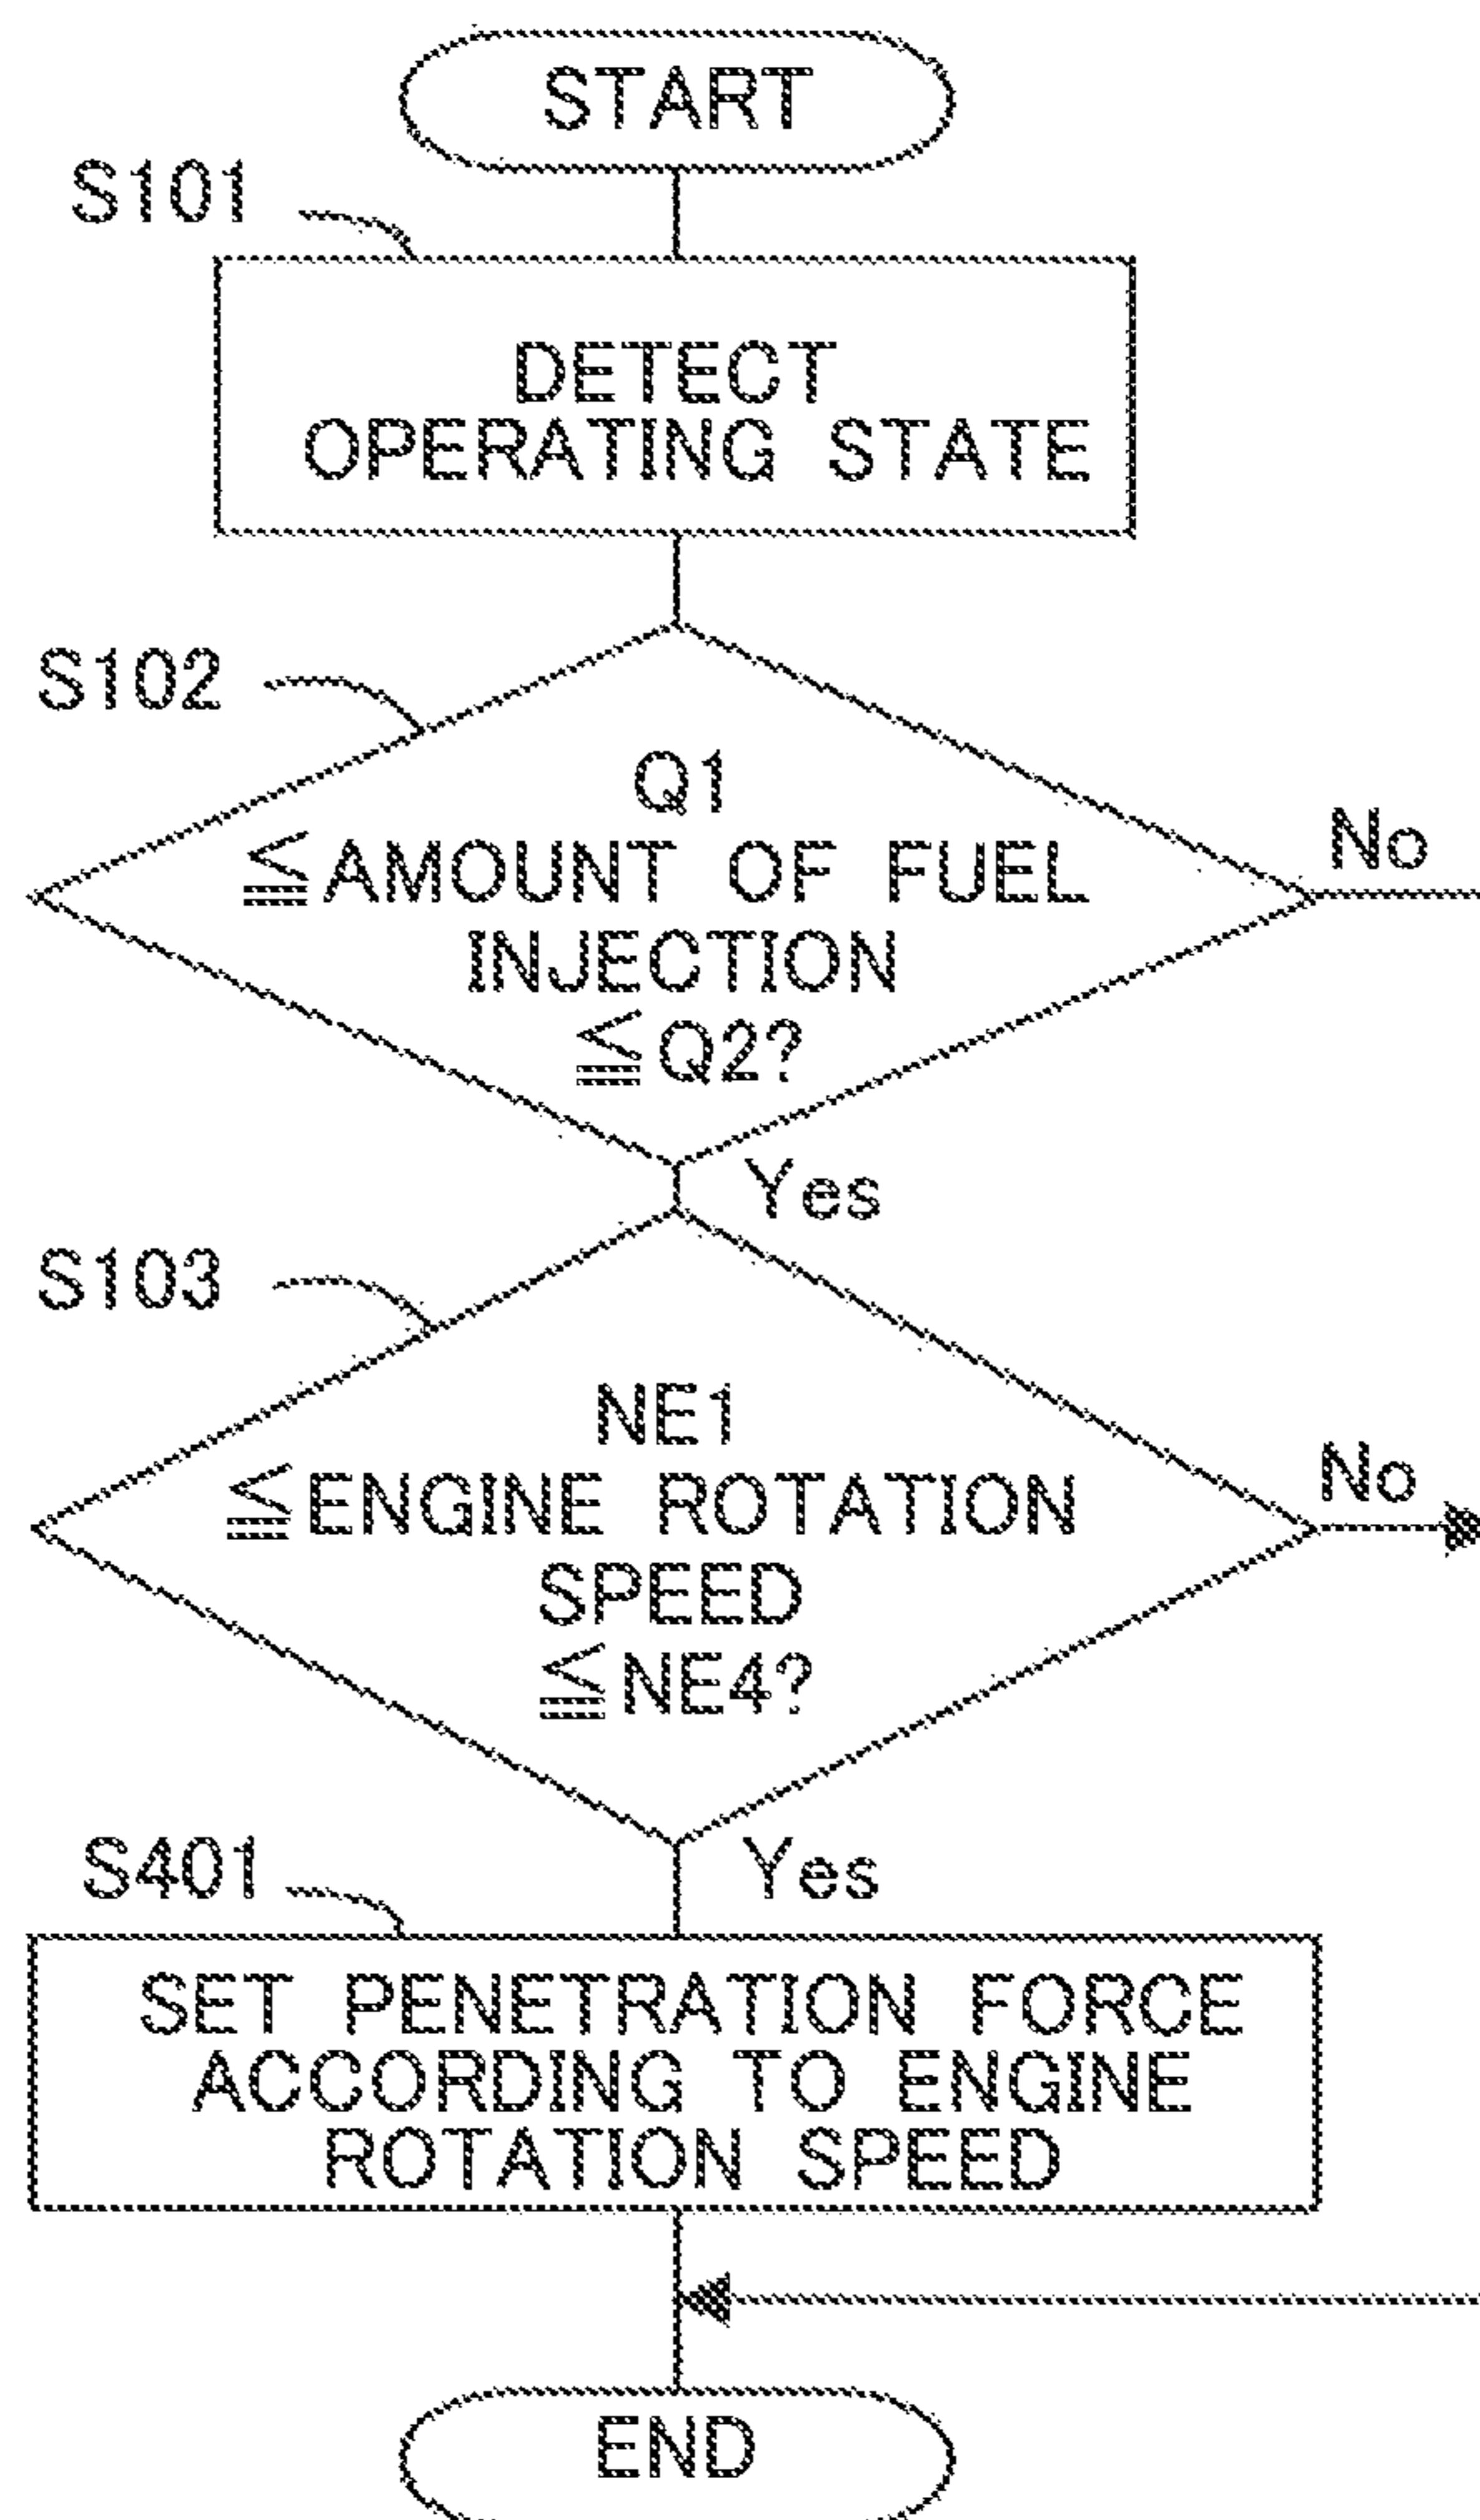 START
S101
DETECT
OPERATING STATE
S102
Q1
≦AMOUNT OF FUEL
INJECTION
≦Q2?
No
Yes
S103
NE1
≦ENGINE ROTATION
SPEED
≦NE4?
No
Yes
S401
SET PENETRATION FORCE
ACCORDING TO ENGINE
ROTATION SPEED
END